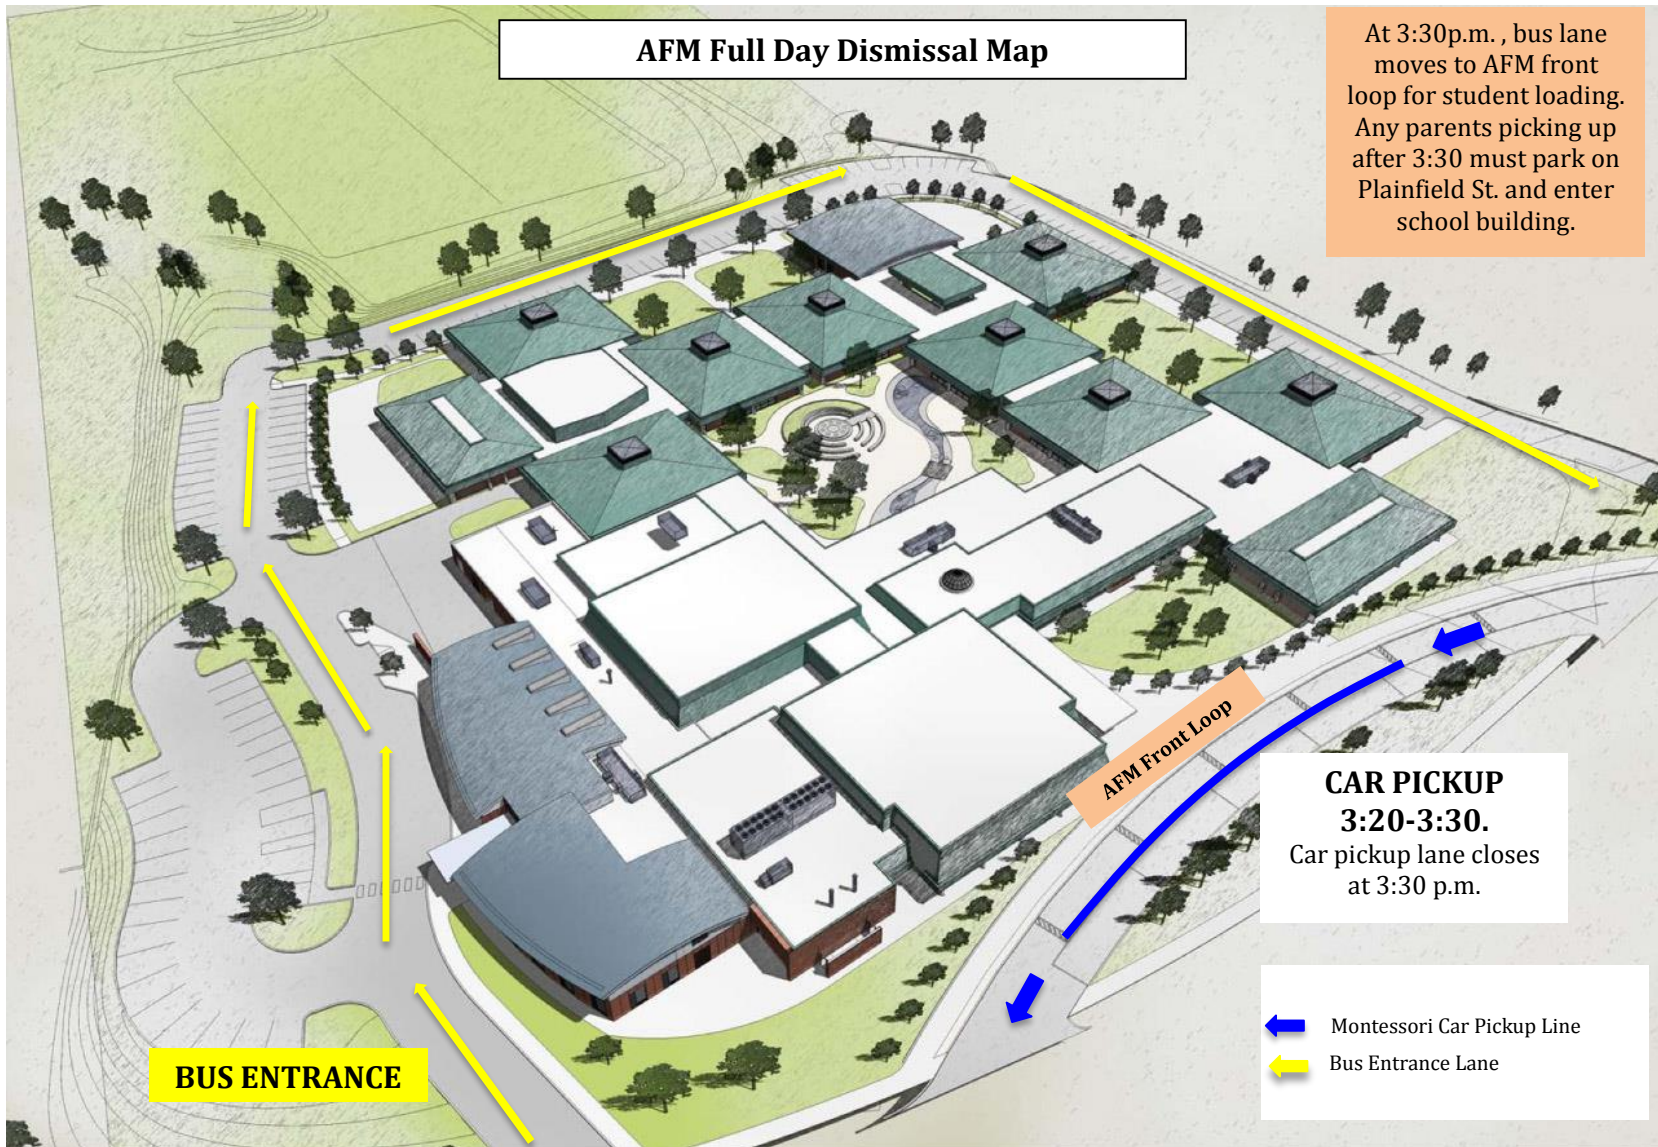 AFM Full Day Dismissal Map
At 3:30p.m. , bus lane
moves to AFM front
loop for student loading.
Any parents picking up
after 3:30 must park on
Plainfield St. and enter
school building.
AFM Front Loop
CAR PICKUP
3:20-3:30.
Car pickup lane closes
at 3:30 p.m.
Montessori Car Pickup Line
Bus Entrance Lane
BUS ENTRANCE